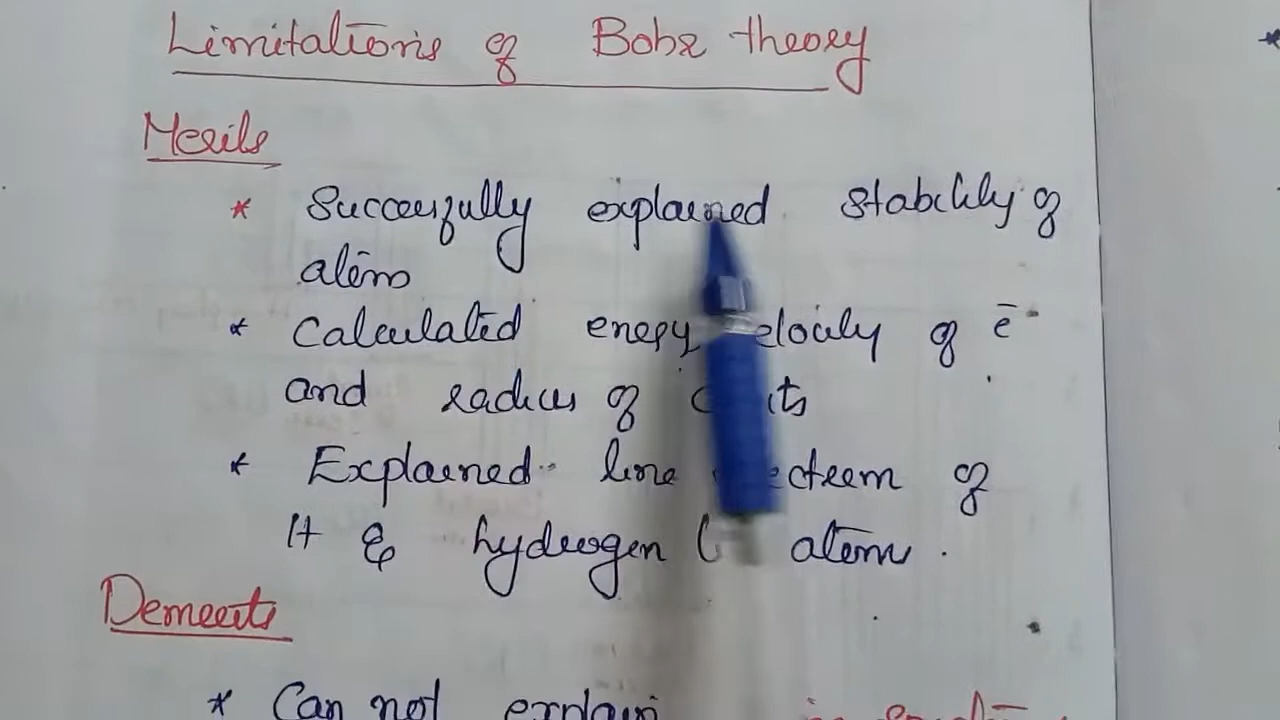 Limitations of Bohr theory
Merits
* Successfully explained stability of
atom
* Calculated energy velocity of e⁻
and radius of
* Explained line of
H & hydrogen atom.
Demerits
* Can not explain